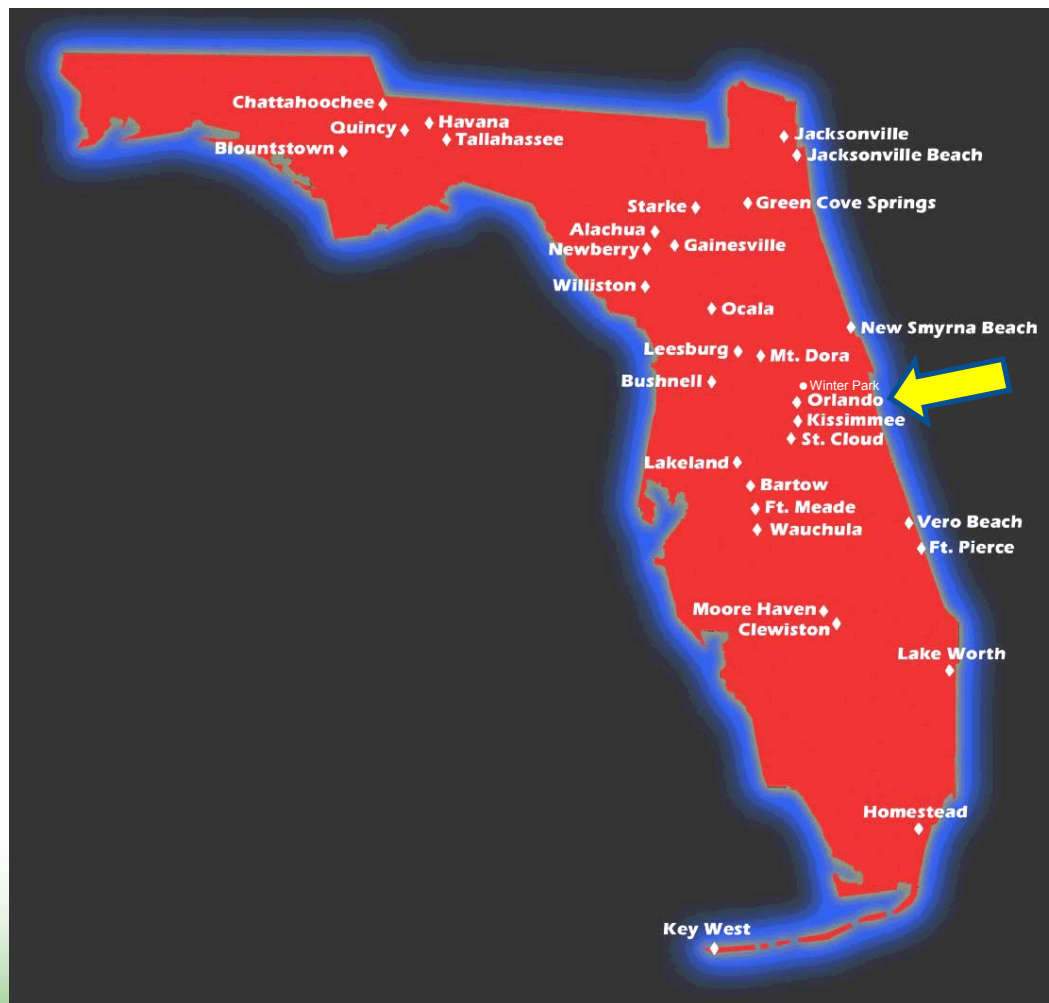 Chattahoochee
Havana
Quincy
Tallahassee
Blountstown
Jacksonville
Jacksonville Beach
Starke
Green Cove Springs
Alachua
Newberry
Gainesville
Williston
Ocala
New Smyrna Beach
Leesburg
Mt. Dora
Bushnell
Winter Park
Orlando
Kissimmee
St. Cloud
Lakeland
Bartow
Ft. Meade
Vero Beach
Wauchula
Ft. Pierce
Moore Haven
Clewiston
Lake Worth
Homestead
Key West